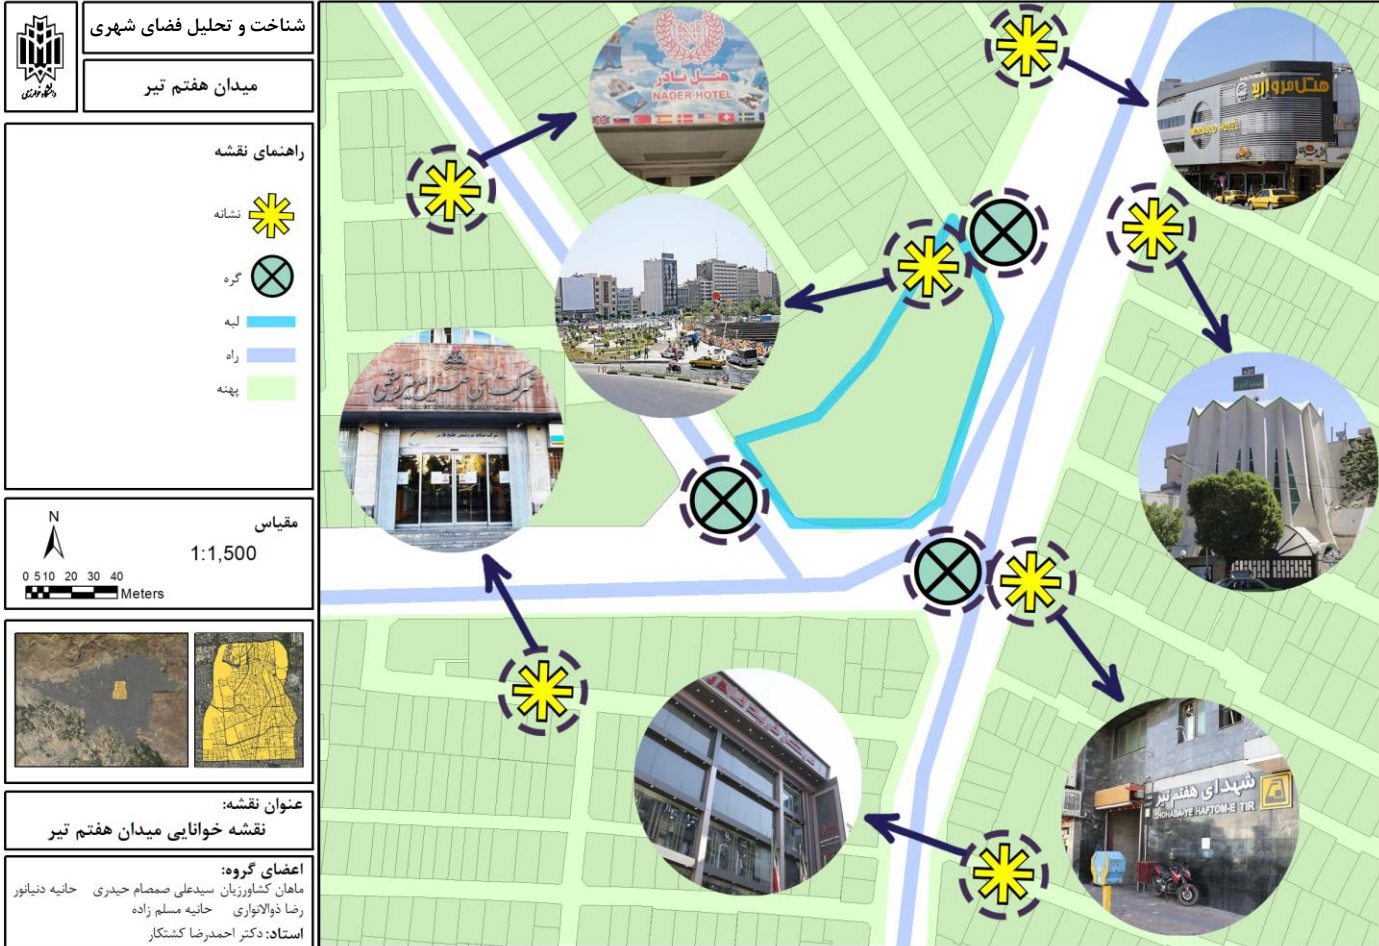 شناخت و تحلیل فضای شهری
میدان هفتم تیر
راهنمای نقشه
نشانه
گره
لبه
راه
پهنه
N
مقیاس
1:1,500
0 5 10 20 30 40
Meters
عنوان نقشه:
نقشه خوانایی میدان هفتم تیر
اعضای گروه:
ماهان کشاورزیان سیدعلی صمصام حیدری حانیه دنیانور
رضا ذوالانواری حانیه مسلم زاده
استاد: دکتر احمدرضا کشتکار
هتل نادر
NADER HOTEL
هتل مروارید
HOTEL
شهدای هفتم تیر
SHOHADA-YE HAFTOM-E TIR